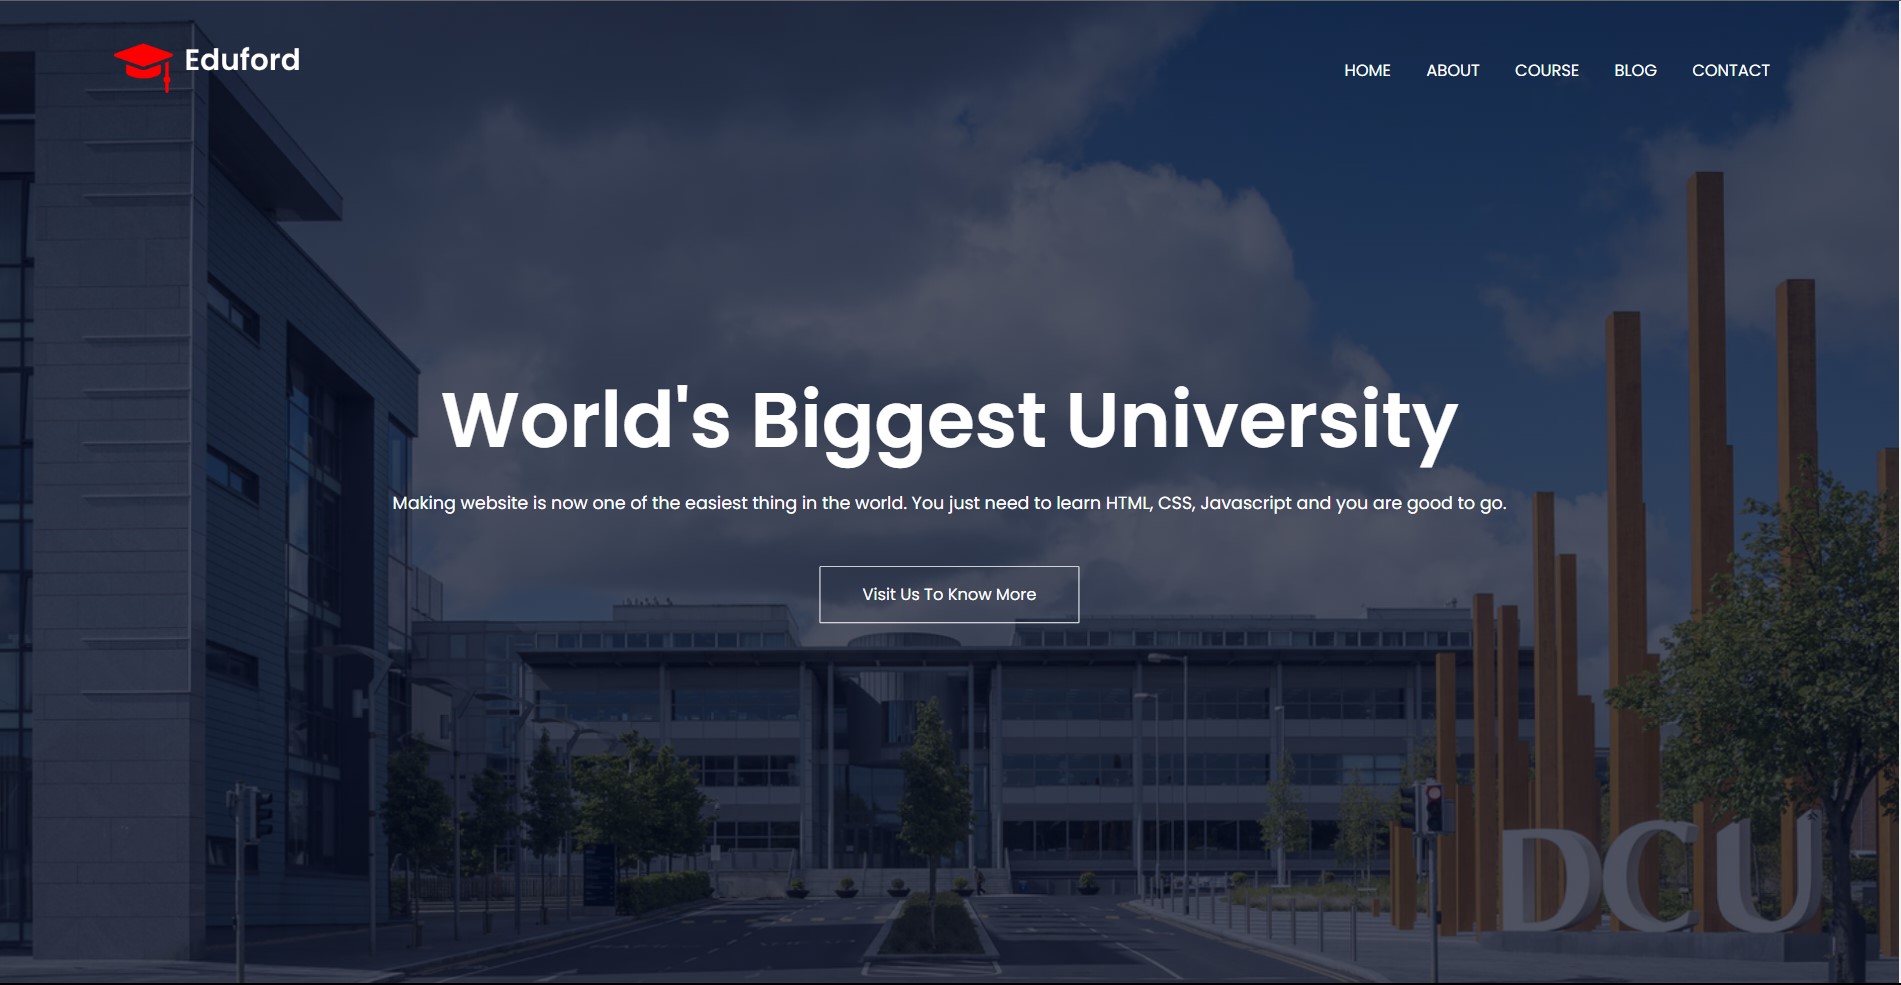 Eduford
HOME ABOUT COURSE BLOG CONTACT
World's Biggest University
Making website is now one of the easiest thing in the world. You just need to learn HTML, CSS, Javascript and you are good to go.
Visit Us To Know More
DCU